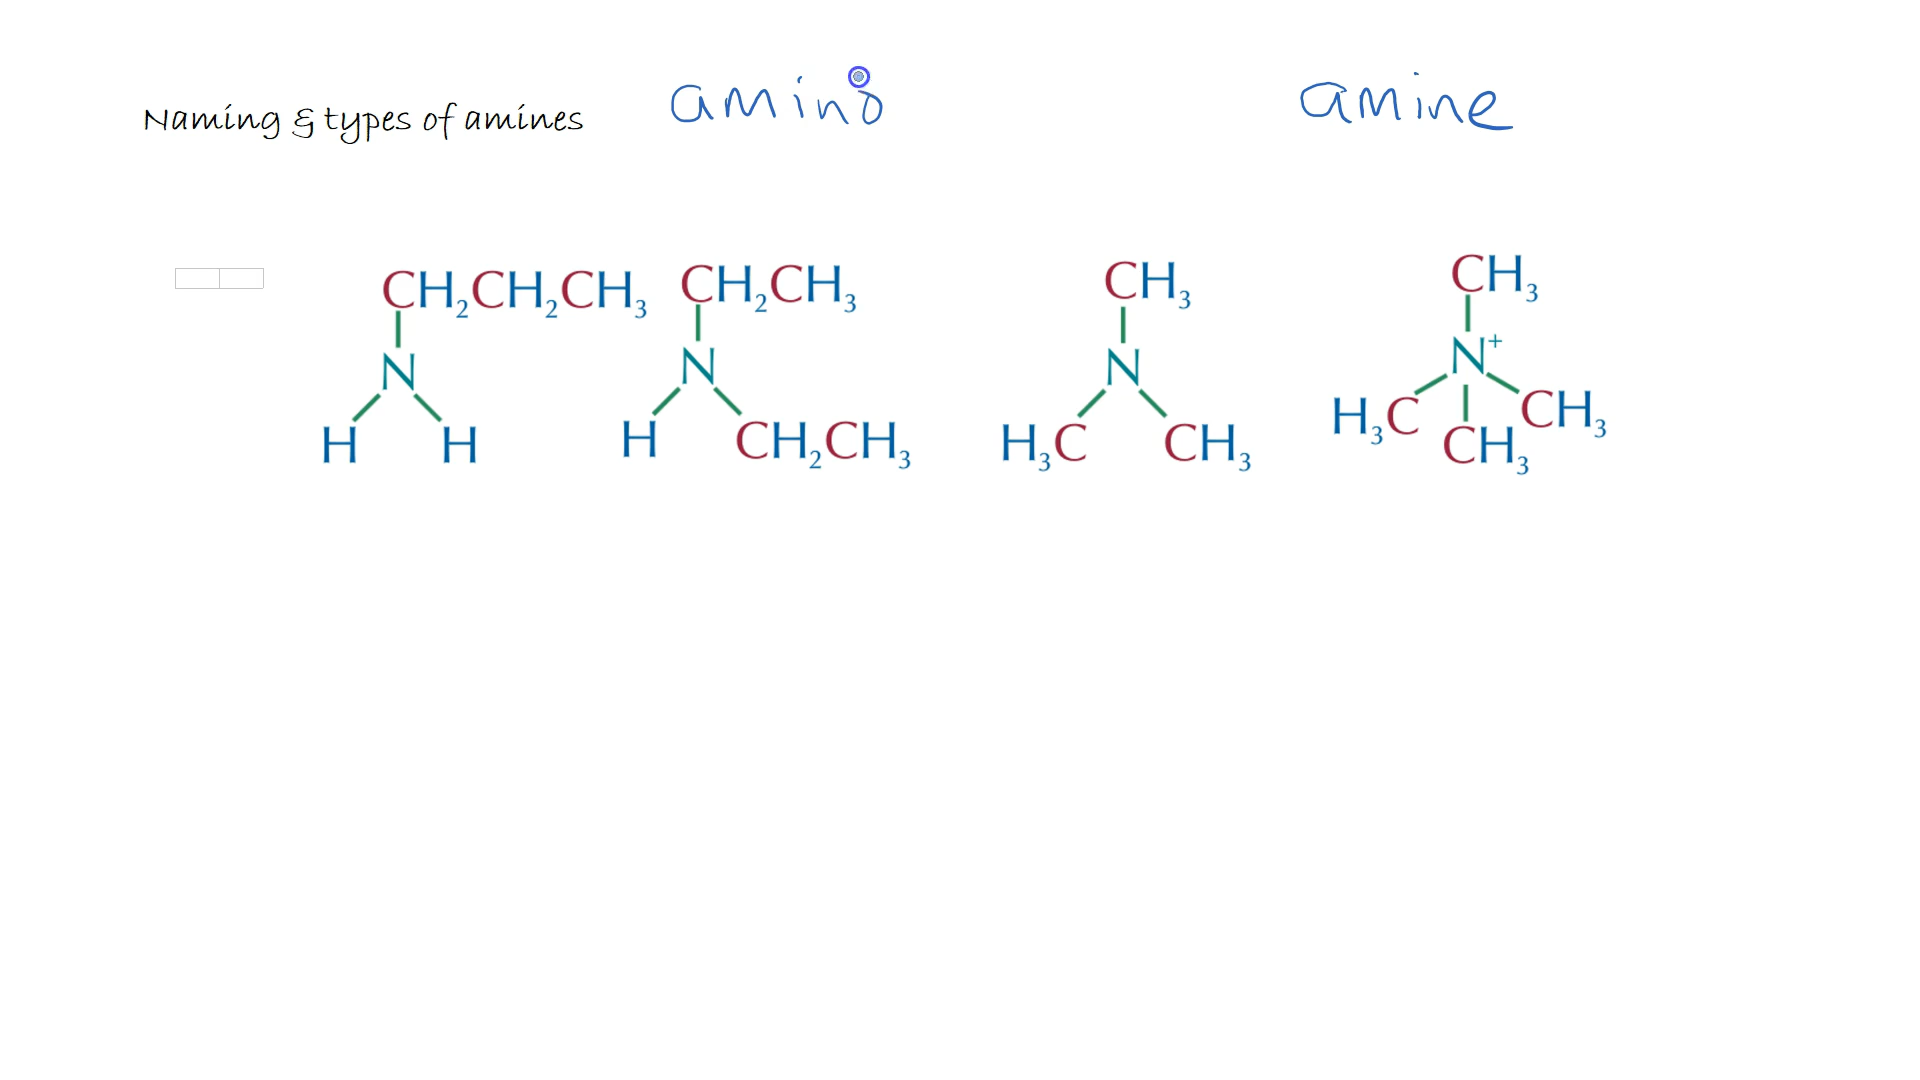 Naming & types of amines amino amine
CH₂CH₂CH₃ CH₂CH₃ CH₃ CH₃
N N N N⁺
H H H CH₂CH₃ H₃C CH₃ H₃C CH₃ CH₃